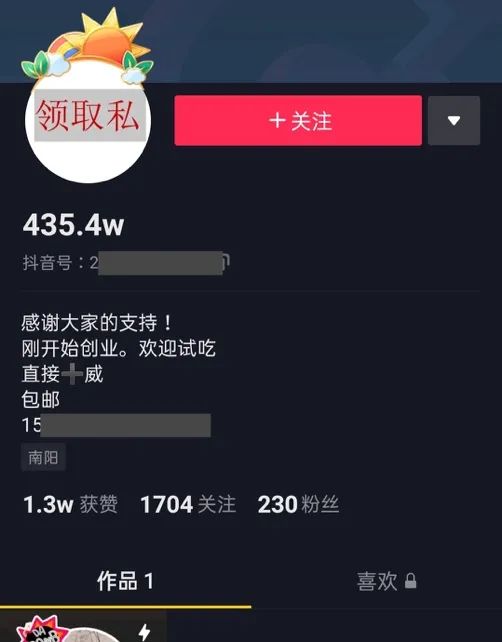 领取私
+ 关注
435.4w
抖音号：2
感谢大家的支持！
刚开始创业。欢迎试吃
直接➕威
包邮
15
南阳
1.3w 获赞 1704 关注 230 粉丝
作品 1 喜欢